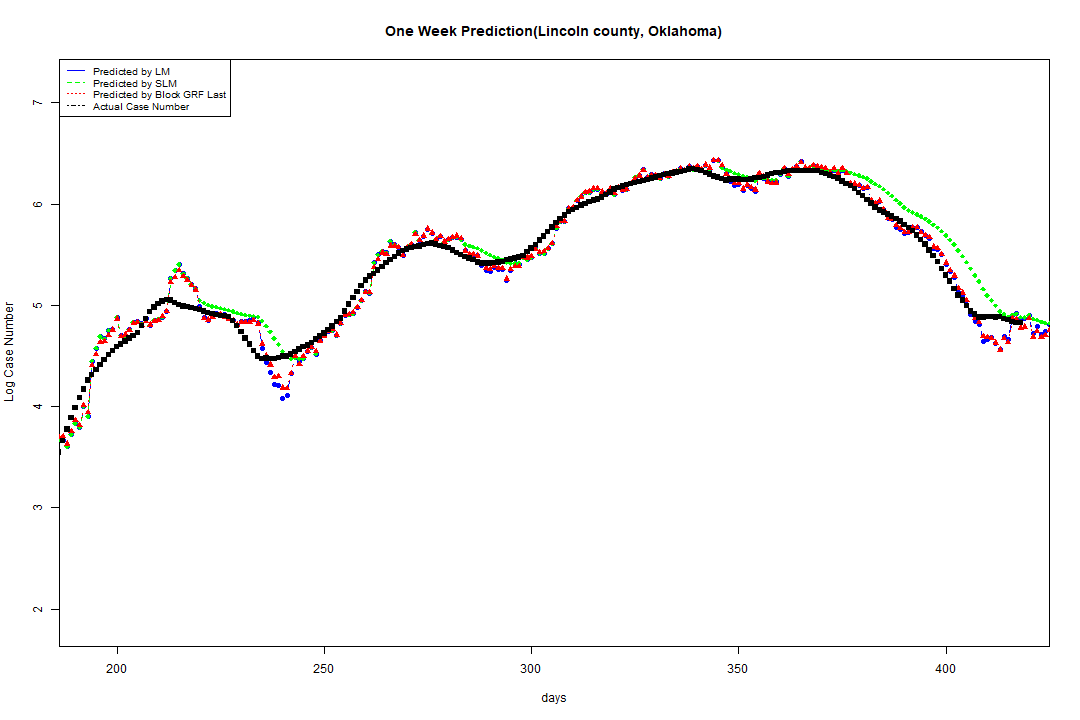 One Week Prediction(Lincoln county, Oklahoma)
Predicted by LM
Predicted by SLM
Predicted by Block GRF Last
Actual Case Number
7
6
5
4
3
2
Log Case Number
200 250 300 350 400
days